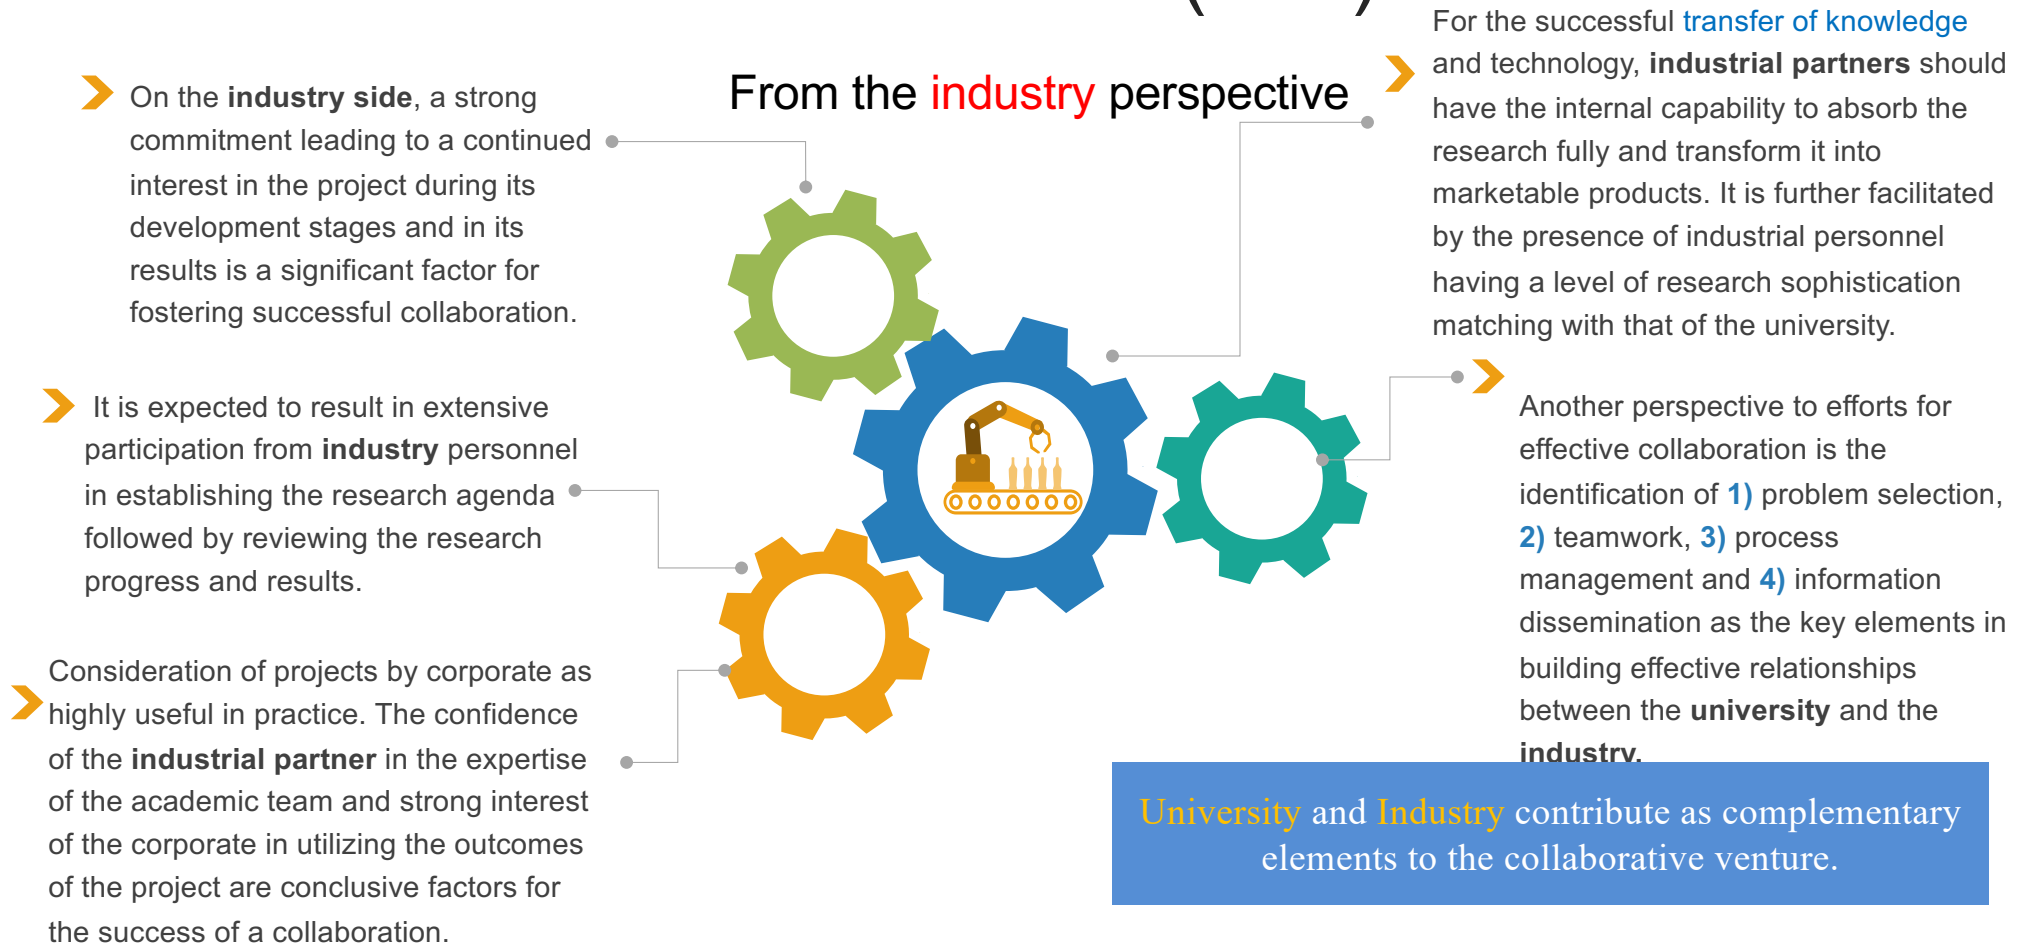 From the industry perspective
On the industry side, a strong
commitment leading to a continued
interest in the project during its
development stages and in its
results is a significant factor for
fostering successful collaboration.
It is expected to result in extensive
participation from industry personnel
in establishing the research agenda
followed by reviewing the research
progress and results.
Consideration of projects by corporate as
highly useful in practice. The confidence
of the industrial partner in the expertise
of the academic team and strong interest
of the corporate in utilizing the outcomes
of the project are conclusive factors for
the success of a collaboration.
For the successful transfer of knowledge
and technology, industrial partners should
have the internal capability to absorb the
research fully and transform it into
marketable products. It is further facilitated
by the presence of industrial personnel
having a level of research sophistication
matching with that of the university.
Another perspective to efforts for
effective collaboration is the
identification of 1) problem selection,
2) teamwork, 3) process
management and 4) information
dissemination as the key elements in
building effective relationships
between the university and the
industry.
University and Industry contribute as complementary
elements to the collaborative venture.